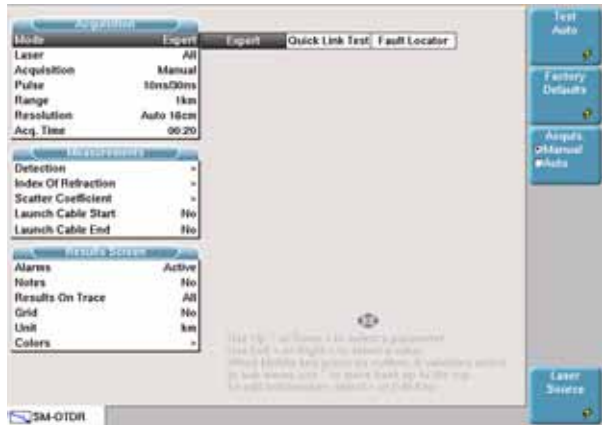 Acquisition
Mode Expert Expert Quick Link Test Fault Locator
Laser All
Acquisition Manual
Pulse 10ns/30ns
Range 1km
Resolution Auto 16cm
Acq. Time 00:20
Measurements
Detection
Index Of Refraction
Scatter Coefficient
Launch Cable Start No
Launch Cable End No
Results Screen
Alarms Active
Notes No
Results On Trace All
Grid No
Unit km
Colors
Test
Auto
Factory
Defaults
Acquis.
Manual
Auto
Laser
Source
SM-OTDR